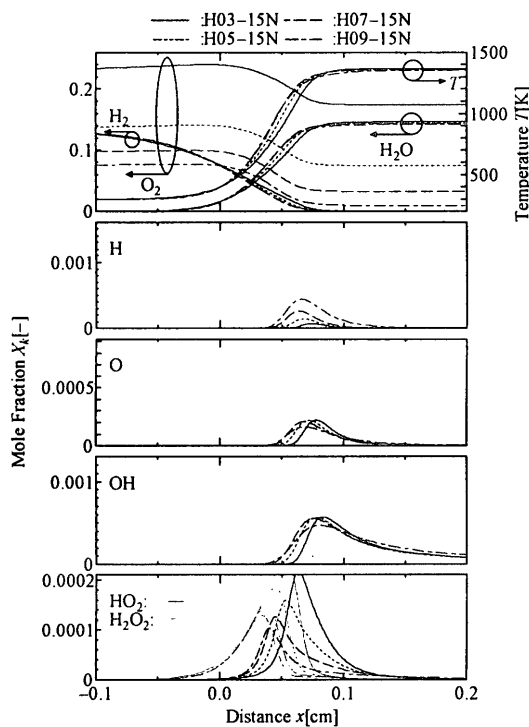 :H03-15N :H07-15N
:H05-15N :H09-15N
1500
1000
500
Temperature T[K]
0.2
0.1
0
H₂
O₂
T
H₂O
H
0.001
0
O
0.0005
0
OH
0.001
0
0.0002
0.0001
0
HO₂:
H₂O₂:
Mole Fraction Xₖ[-]
−0.1 0.0 0.1 0.2
Distance x[cm]